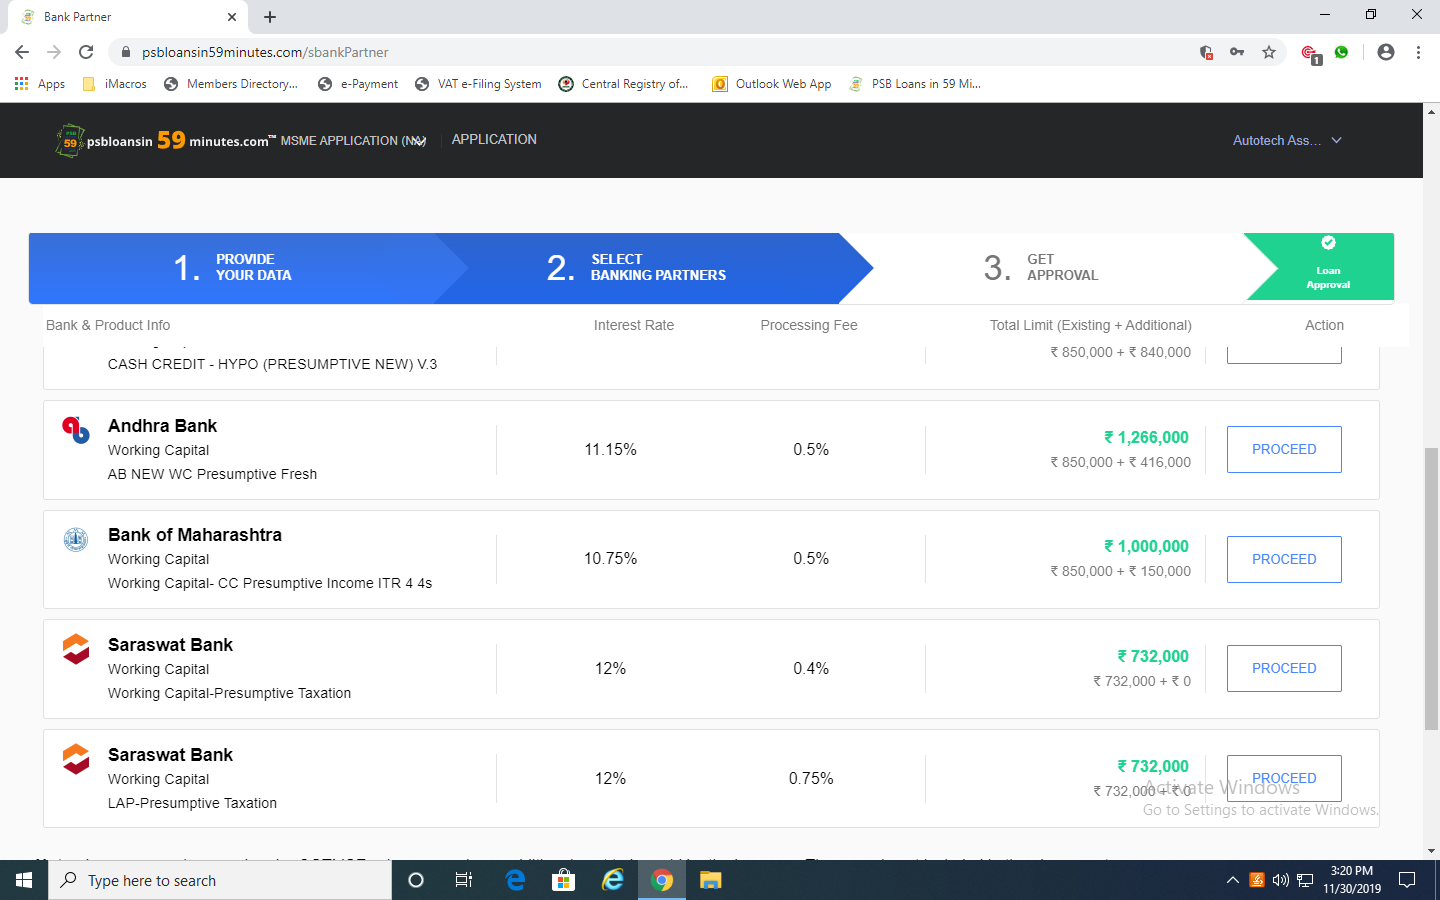 Bank Partner
psbloansin59minutes.com/sbankPartner
1
Apps
iMacros
Members Directory...
e-Payment
VAT e-Filing System
Central Registry of...
Outlook Web App
PSB Loans in 59 Mi...
PSB 59 psbloansin 59 minutes.com™ MSME APPLICATION (NA)
APPLICATION
Autotech Ass...
1. PROVIDE
YOUR DATA
2. SELECT
BANKING PARTNERS
3. GET
APPROVAL
Loan
Approval
Bank & Product Info Interest Rate Processing Fee Total Limit (Existing + Additional) Action
₹ 850,000 + ₹ 840,000
CASH CREDIT - HYPO (PRESUMPTIVE NEW) V.3
Andhra Bank
Working Capital
AB NEW WC Presumptive Fresh
11.15%
0.5%
₹ 1,266,000
₹ 850,000 + ₹ 416,000
PROCEED
Bank of Maharashtra
Working Capital
Working Capital- CC Presumptive Income ITR 4 4s
10.75%
0.5%
₹ 1,000,000
₹ 850,000 + ₹ 150,000
PROCEED
Saraswat Bank
Working Capital
Working Capital-Presumptive Taxation
12%
0.4%
₹ 732,000
₹ 732,000 + ₹ 0
PROCEED
Saraswat Bank
Working Capital
LAP-Presumptive Taxation
12%
0.75%
₹ 732,000
₹ 732,000 + ₹ 0
PROCEED
Activate Windows
Go to Settings to activate Windows.
Type here to search
3:20 PM
11/30/2019